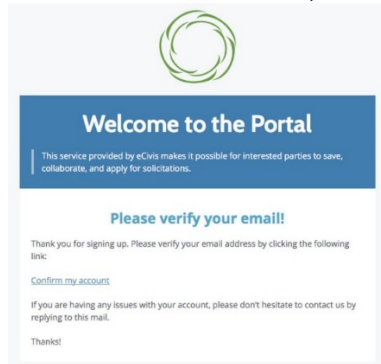 Welcome to the Portal
This service provided by eCivis makes it possible for interested parties to save,
collaborate, and apply for solicitations.
Please verify your email!
Thank you for signing up. Please verify your email address by clicking the following
link:
Confirm my account
If you are having any issues with your account, please don't hesitate to contact us by
replying to this mail.
Thanks!